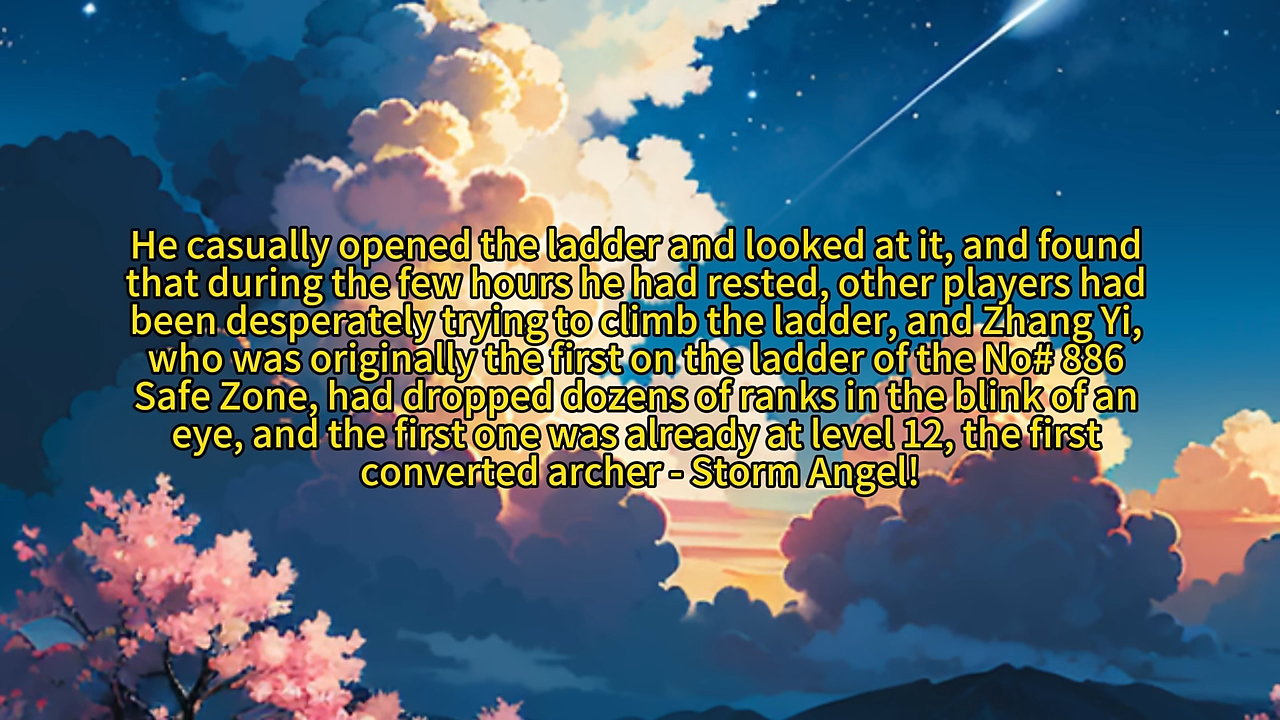 He casually opened the ladder and looked at it, and found
that during the few hours he had rested, other players had
been desperately trying to climb the ladder, and Zhang Yi,
who was originally the first on the ladder of the No# 886
Safe Zone, had dropped dozens of ranks in the blink of an
eye, and the first one was already at level 12, the first
converted archer - Storm Angel!